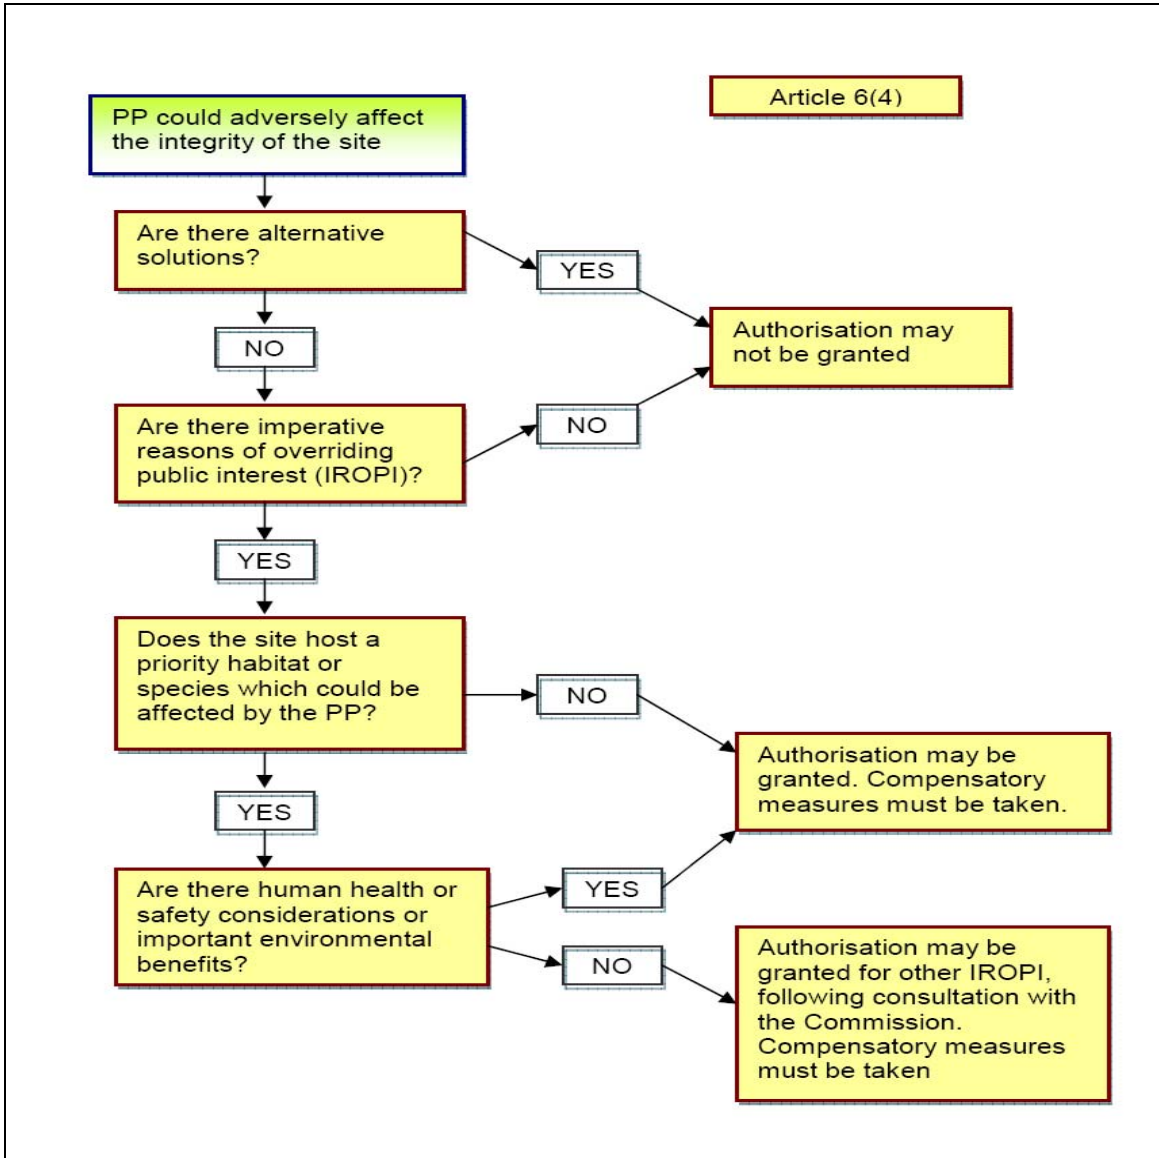 Article 6(4)
PP could adversely affect
the integrity of the site
Are there alternative
solutions?
YES
NO
Authorisation may
not be granted
Are there imperative
reasons of overriding
public interest (IROPI)?
NO
YES
Does the site host a
priority habitat or
species which could be
affected by the PP?
NO
YES
Authorisation may be
granted. Compensatory
measures must be taken.
Are there human health or
safety considerations or
important environmental
benefits?
YES
NO
Authorisation may be
granted for other IROPI,
following consultation with
the Commission.
Compensatory measures
must be taken